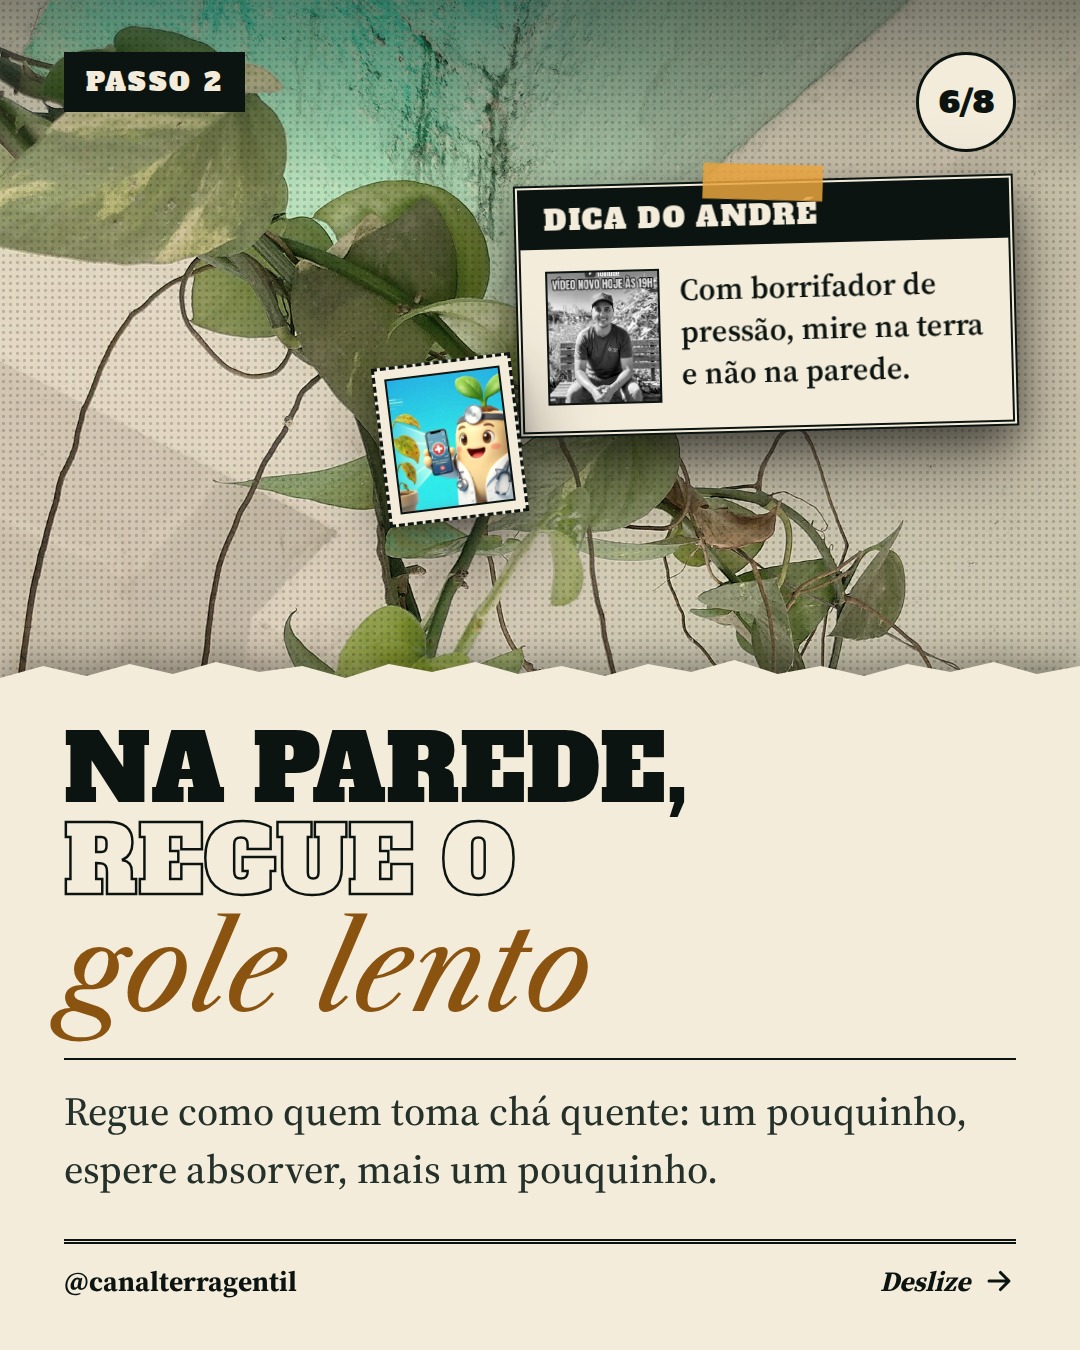 PASSO 2
6/8
DICA DO ANDRÉ
VÍDEO NOVO HOJE ÀS 19H
Com borrifador de
pressão, mire na terra
e não na parede.
NA PAREDE,
REGUE O
gole lento
Regue como quem toma chá quente: um pouquinho,
espere absorver, mais um pouquinho.
@canalterragentil
Deslize →